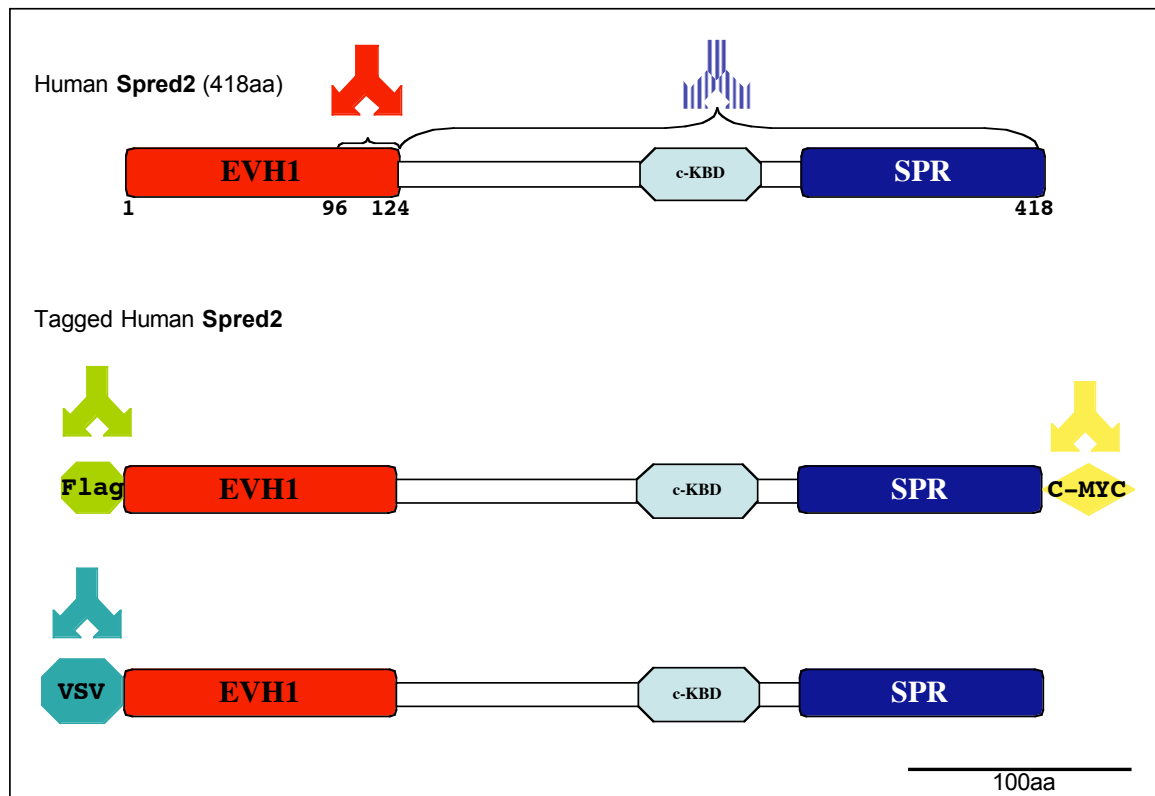 Human Spred2 (418aa)
EVH1
c-KBD
SPR
1
96
124
418
Tagged Human Spred2
Flag
EVH1
c-KBD
SPR
C-MYC
VSV
EVH1
c-KBD
SPR
100aa